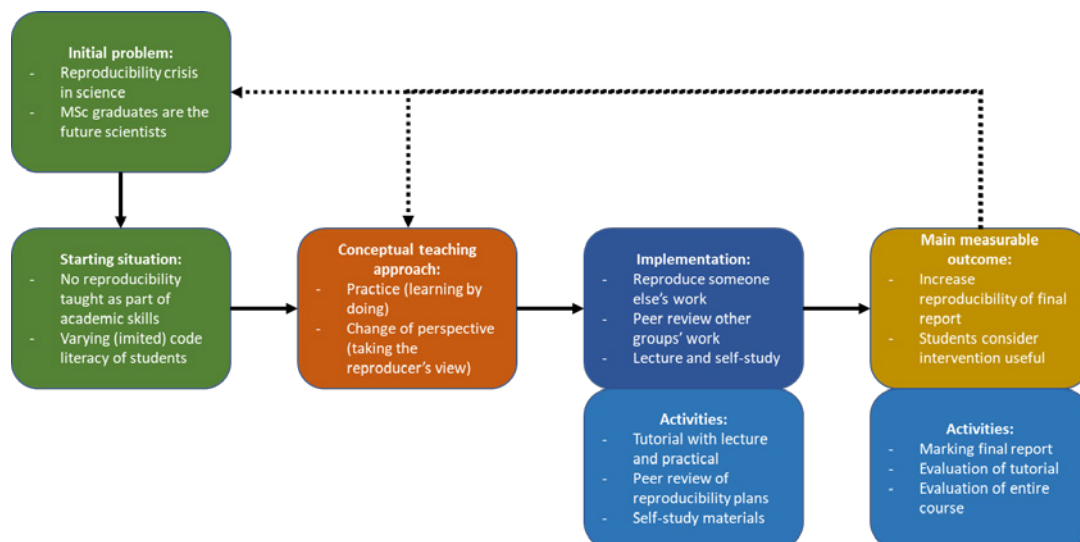 Initial problem:
- Reproducibility crisis
in science
- MSc graduates are the
future scientists
Starting situation:
- No reproducibility
taught as part of
academic skills
- Varying (imited) code
literacy of students
Conceptual teaching
approach:
- Practice (learning by
doing)
- Change of perspective
(taking the
reproducer's view)
Implementation:
- Reproduce someone
else's work
- Peer review other
groups' work
- Lecture and self-study
Main measurable
outcome:
- Increase
reproducibility of final
report
- Students consider
intervention useful
Activities:
- Tutorial with lecture
and practical
- Peer review of
reproducibility plans
- Self-study materials
Activities:
- Marking final report
- Evaluation of tutorial
- Evaluation of entire
course